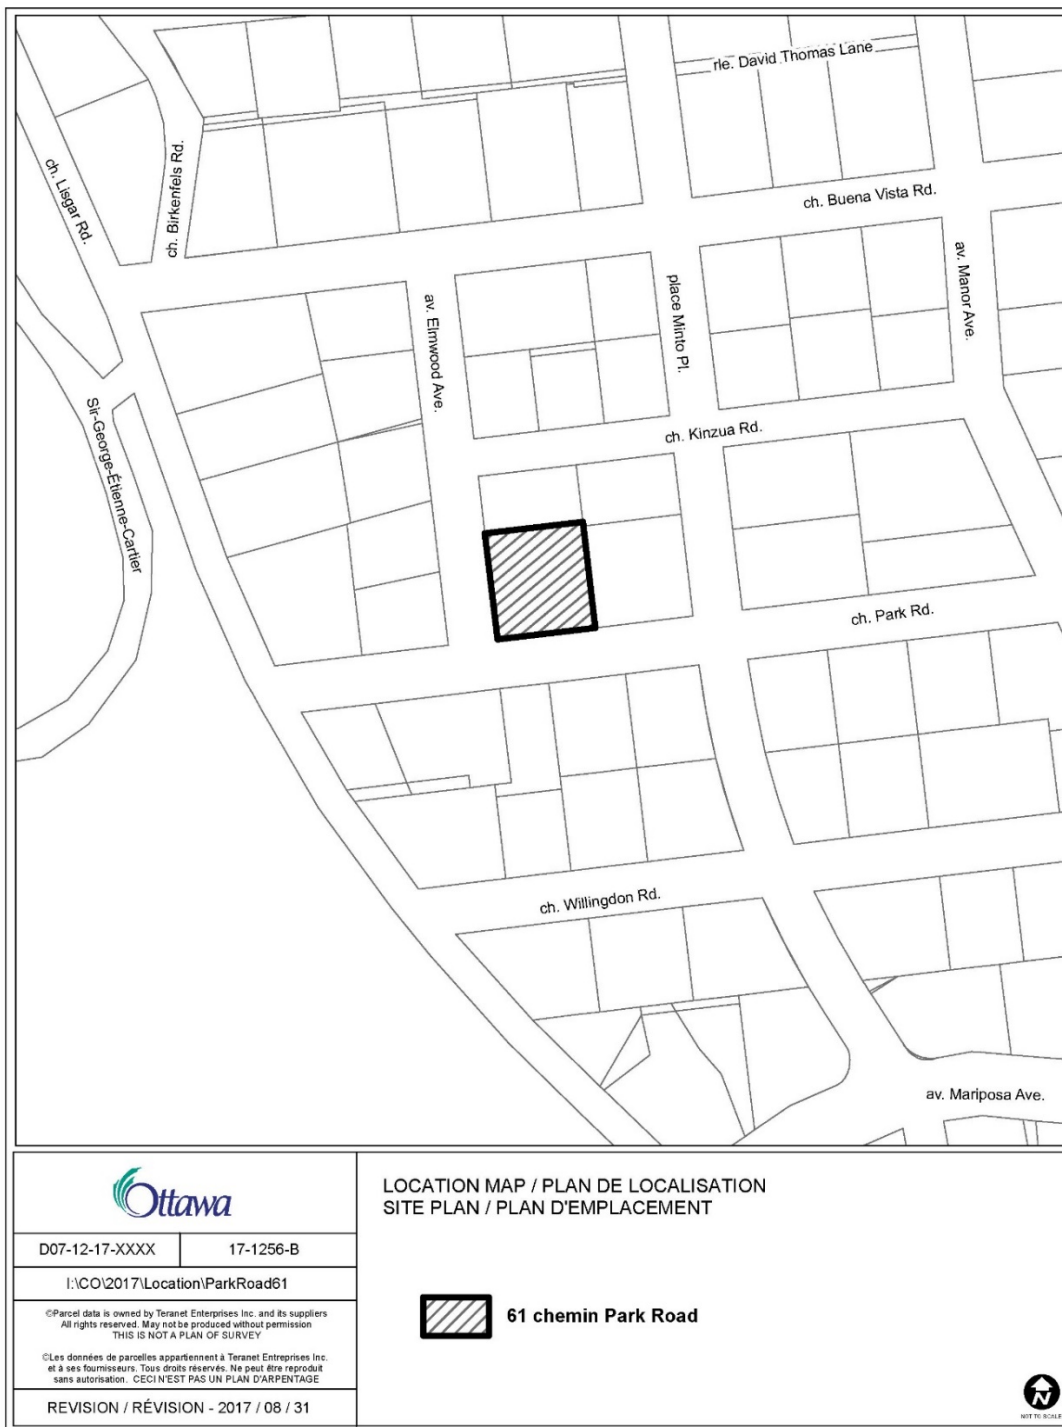 rle. David Thomas Lane
ch. Lisgar Rd.
ch. Birkenfels Rd.
ch. Buena Vista Rd.
av. Elmwood Ave.
place Minto Pl.
av. Manor Ave.
Sir-George-Étienne-Cartier
ch. Kinzua Rd.
ch. Park Rd.
ch. Willingdon Rd.
av. Mariposa Ave.
Ottawa
D07-12-17-XXXX
17-1256-B
I:\CO\2017\Location\ParkRoad61
©Parcel data is owned by Teranet Enterprises Inc. and its suppliers
All rights reserved. May not be produced without permission
THIS IS NOT A PLAN OF SURVEY
©Les données de parcelles appartiennent à Teranet Entreprises Inc.
et à ses fournisseurs. Tous droits réservés. Ne peut être reproduit
sans autorisation. CECI N'EST PAS UN PLAN D'ARPENTAGE
REVISION / RÉVISION - 2017 / 08 / 31
LOCATION MAP / PLAN DE LOCALISATION
SITE PLAN / PLAN D'EMPLACEMENT
61 chemin Park Road
N
NOT TO SCALE